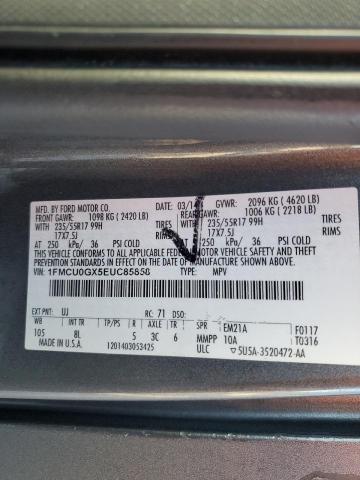 MFD. BY FORD MOTOR CO.
DATE: 03/14 GVWR: 2096 KG ( 4620 LB)
FRONT GAWR: 1098 KG ( 2420 LB) REAR GAWR: 1006 KG ( 2218 LB)
WITH 235/55R17 99H TIRES WITH 235/55R17 99H TIRES
17X7.5J RIMS 17X7.5J RIMS
AT 250 kPa/ 36 PSI COLD AT 250 kPa/ 36 PSI COLD
CONFORMS TO ALL APPLICABLE FEDERAL MOTOR VEHICLE SAFETY AND BUMPER
THEFT PREVENTION STANDARDS IN EFFECT ON THE DATE OF MANUFACTURE SHOWN ABOVE.
VIN: 1FMCU0GX5EUC85858 TYPE: MPV
EXT PNT: UJ RC: 71 DSO:
WB BRK INT TR TP/PS R AXLE TR SPR EM21A F0117
105 8L 5 3C 6 MMPP 10A T0316
MADE IN U.S.A. 1201403053425 ULC 5U5A-3520472-AA